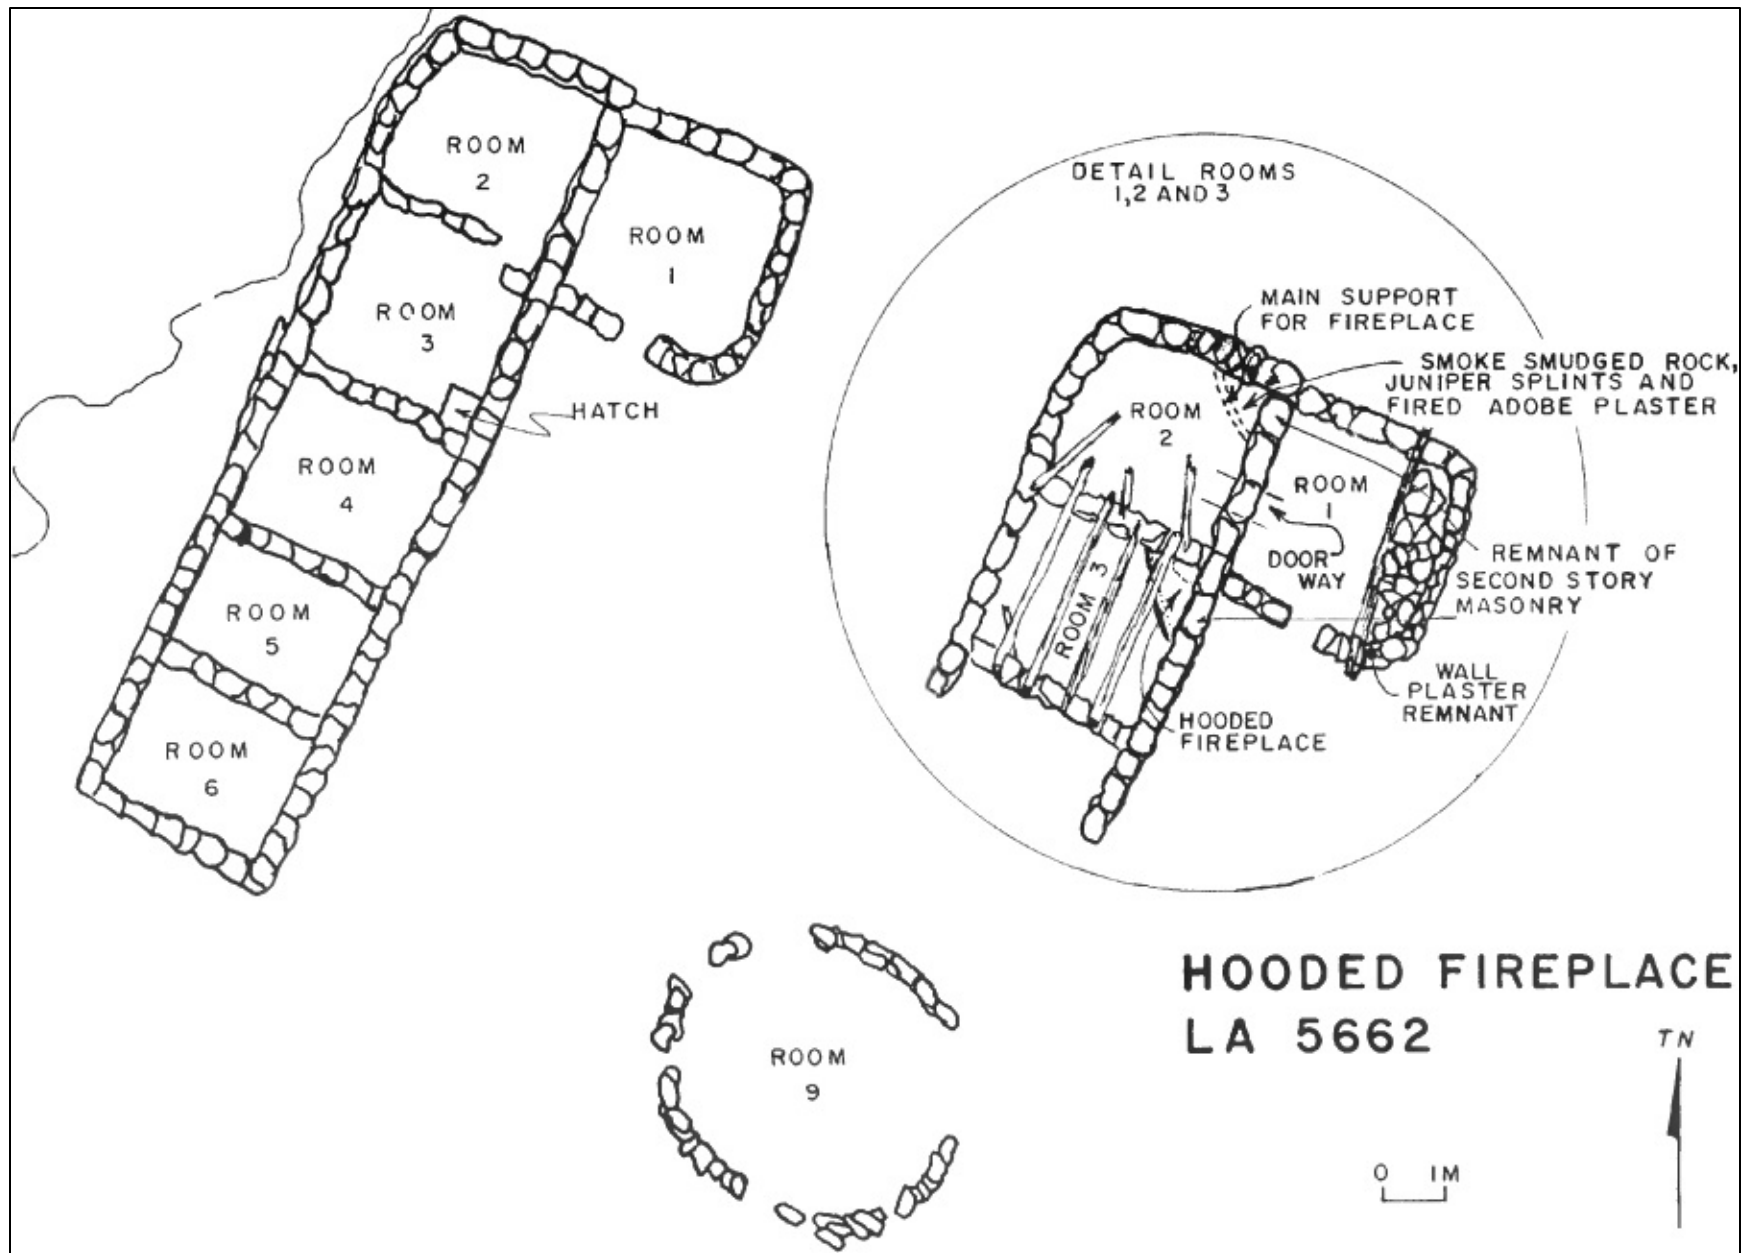 ROOM
2
ROOM
1
ROOM
3
HATCH
ROOM
4
ROOM
5
ROOM
6
DETAIL ROOMS
1,2 AND 3
MAIN SUPPORT
FOR FIREPLACE
SMOKE SMUDGED ROCK,
JUNIPER SPLINTS AND
FIRED ADOBE PLASTER
ROOM
2
ROOM
1
DOOR
WAY
ROOM 3
REMNANT OF
SECOND STORY
MASONRY
WALL
PLASTER
REMNANT
HOODED
FIREPLACE
ROOM
9
HOODED FIREPLACE
LA 5662
TN
0 1M